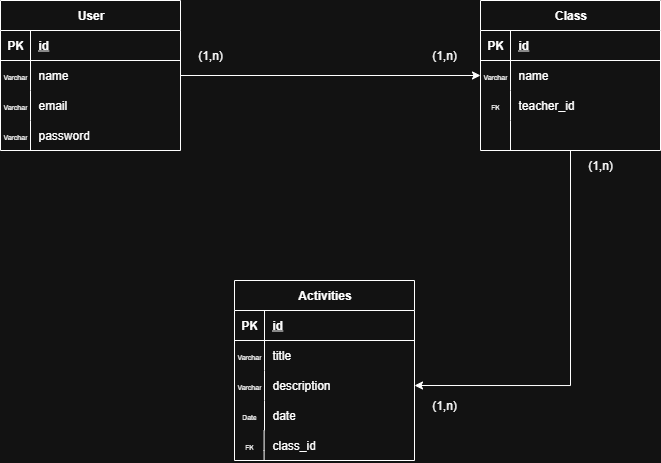 User
PK id
Varchar name
Varchar email
Varchar password
(1,n)
(1,n)
Class
PK id
Varchar name
FK teacher_id
(1,n)
Activities
PK id
Varchar title
Varchar description
Date date
FK class_id
(1,n)